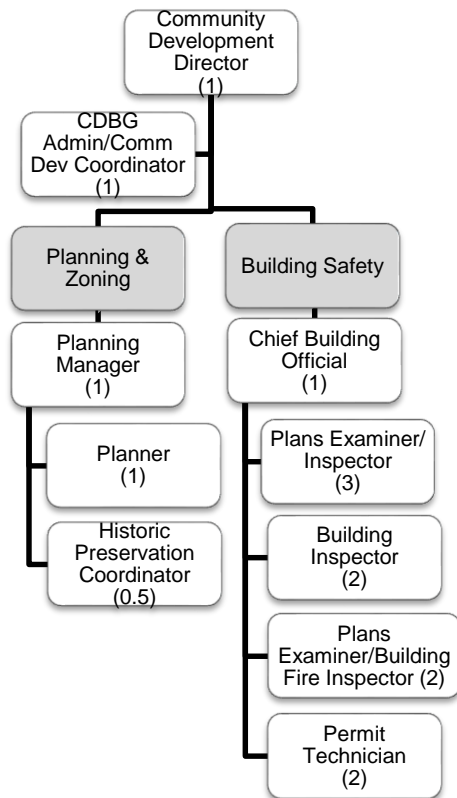 Community
Development
Director
(1)
CDBG
Admin/Comm
Dev Coordinator
(1)
Planning &
Zoning
Building Safety
Planning
Manager
(1)
Chief Building
Official
(1)
Planner
(1)
Historic
Preservation
Coordinator
(0.5)
Plans Examiner/
Inspector
(3)
Building
Inspector
(2)
Plans
Examiner/Building
Fire Inspector (2)
Permit
Technician
(2)